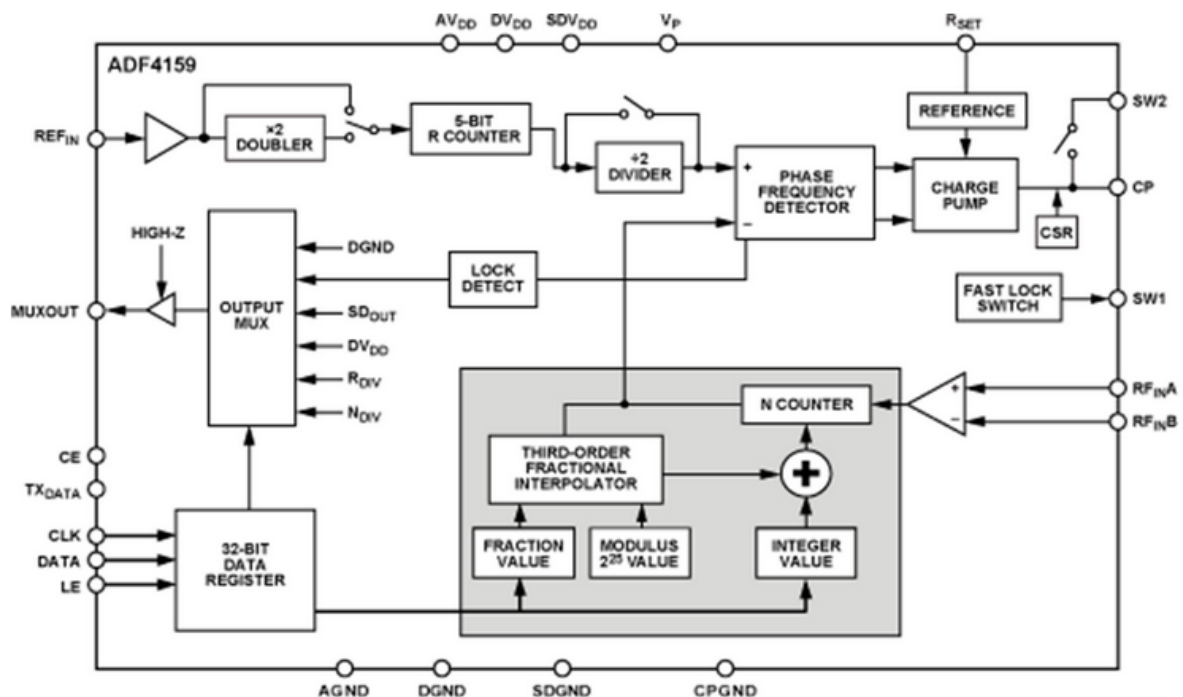 AVDD DVDD SDVDD VP RSET
ADF4159
REFIN
×2
DOUBLER
5-BIT
R COUNTER
÷2
DIVIDER
+
−
PHASE
FREQUENCY
DETECTOR
REFERENCE
CHARGE
PUMP
SW2
CP
CSR
HIGH-Z
MUXOUT
OUTPUT
MUX
DGND
LOCK
DETECT
SDOUT
DVDD
RDIV
NDIV
FAST LOCK
SWITCH
SW1
N COUNTER
+
−
RFINA
RFINB
THIRD-ORDER
FRACTIONAL
INTERPOLATOR
+
FRACTION
VALUE
MODULUS
2^25 VALUE
INTEGER
VALUE
CE
TXDATA
CLK
DATA
LE
32-BIT
DATA
REGISTER
AGND DGND SDGND CPGND